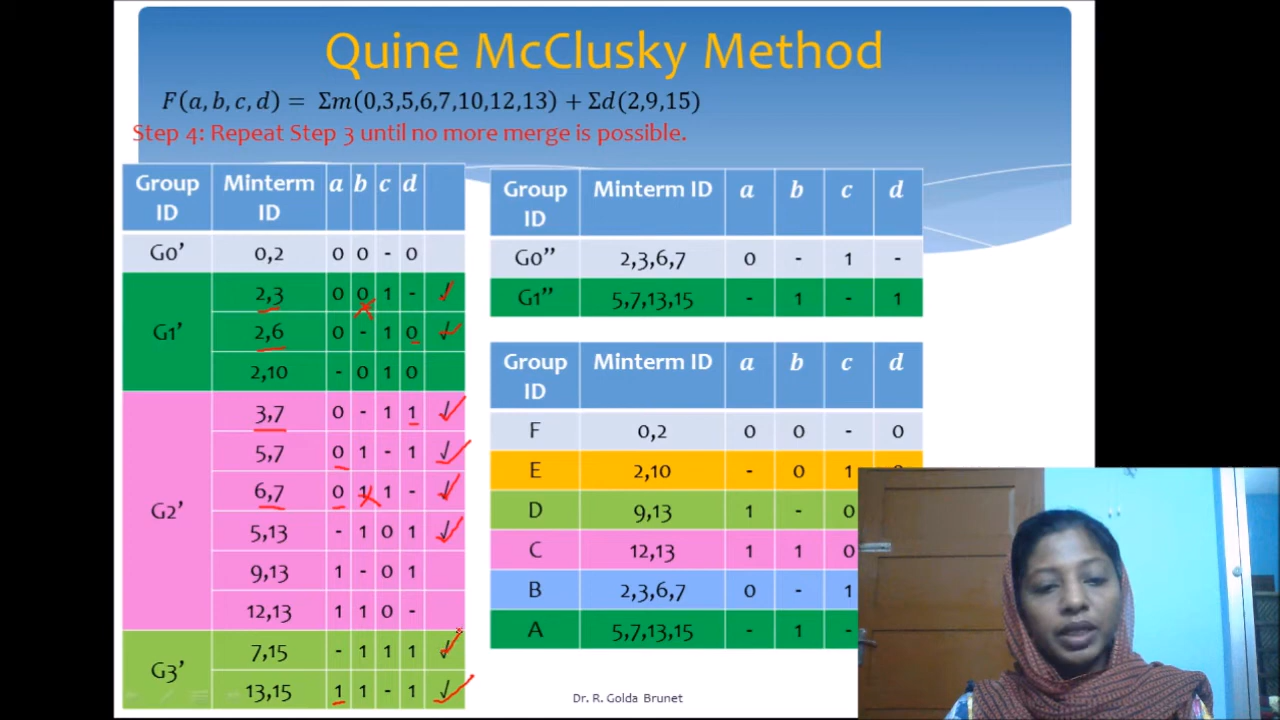 Quine McClusky Method
F(a,b,c,d) = Σm(0,3,5,6,7,10,12,13) + Σd(2,9,15)
Step 4: Repeat Step 3 until no more merge is possible.
Group ID Minterm ID a b c d
G0' 0,2 0 0 - 0
G1' 2,3 0 0 1 - √
2,6 0 - 1 0 √
2,10 - 0 1 0
G2' 3,7 0 - 1 1 √
5,7 0 1 - 1 √
6,7 0 1 1 - √
5,13 - 1 0 1 √
9,13 1 - 0 1
12,13 1 1 0 -
G3' 7,15 - 1 1 1 √
13,15 1 1 - 1 √
Group ID Minterm ID a b c d
G0” 2,3,6,7 0 - 1 -
G1” 5,7,13,15 - 1 - 1
Group ID Minterm ID a b c d
F 0,2 0 0 - 0
E 2,10 - 0 1
D 9,13 1 - 0
C 12,13 1 1 0
B 2,3,6,7 0 - 1
A 5,7,13,15 - 1 -
Dr. R. Golda Brunet